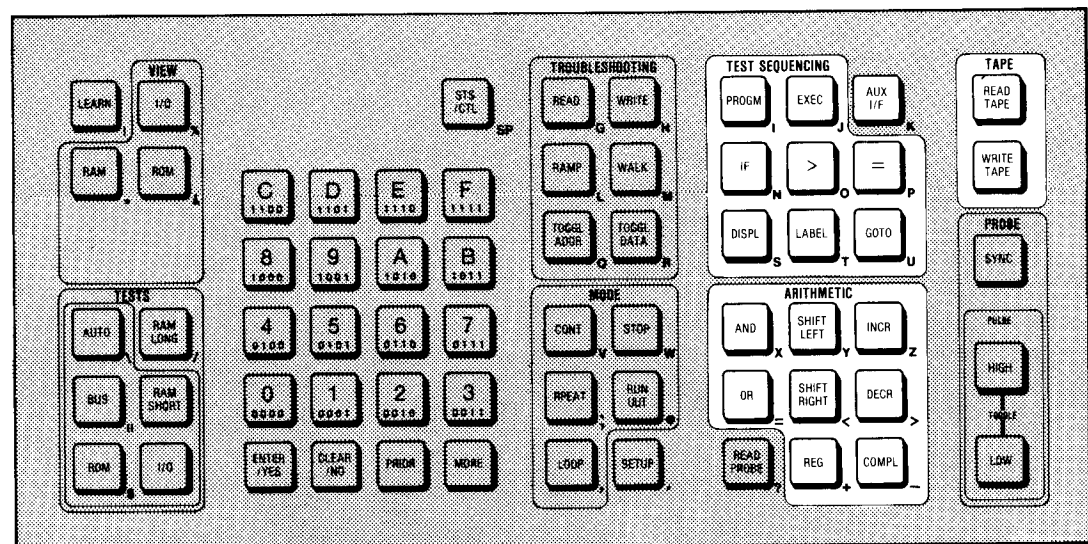 VIEW
LEARN
I/O
%
RAM
ROM
&
TESTS
AUTO
\
RAM
LONG
/
BUS
RAM
SHORT
ROM
$
I/O
STS
/CTL
SP
C
1100
D
1101
E
1110
F
1111
8
1000
9
1001
A
1010
B
1011
4
0100
5
0101
6
0110
7
0111
0
0000
1
0001
2
0010
3
0011
ENTER
/YES
CLEAR
/NO
PRIOR
MORE
TROUBLESHOOTING
READ
G
WRITE
H
RAMP
L
WALK
M
TOGGL
ADDR
Q
TOGGL
DATA
R
MODE
CONT
V
STOP
W
RPEAT
;
RUN
UUT
@
LOOP
SETUP
TEST SEQUENCING
PROGM
I
EXEC
J
AUX
I/F
K
IF
N
>
O
=
P
DISPL
S
LABEL
T
GOTO
U
ARITHMETIC
AND
X
SHIFT
LEFT
Y
INCR
Z
OR
=
SHIFT
RIGHT
<
DECR
>
READ
PROBE
?
REG
+
COMPL
–
TAPE
READ
TAPE
WRITE
TAPE
PROBE
SYNC
PULSE
HIGH
TOGGLE
LOW